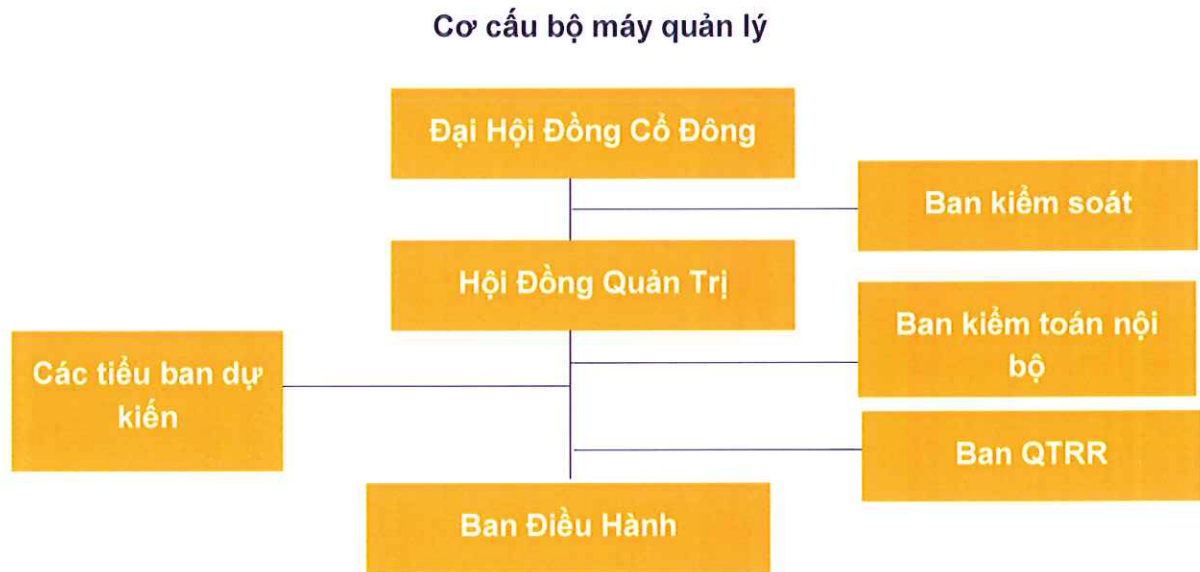 Cơ cấu bộ máy quản lý
Đại Hội Đồng Cổ Đông
Ban kiểm soát
Hội Đồng Quản Trị
Ban kiểm toán nội
bộ
Các tiểu ban dự
kiến
Ban QTRR
Ban Điều Hành